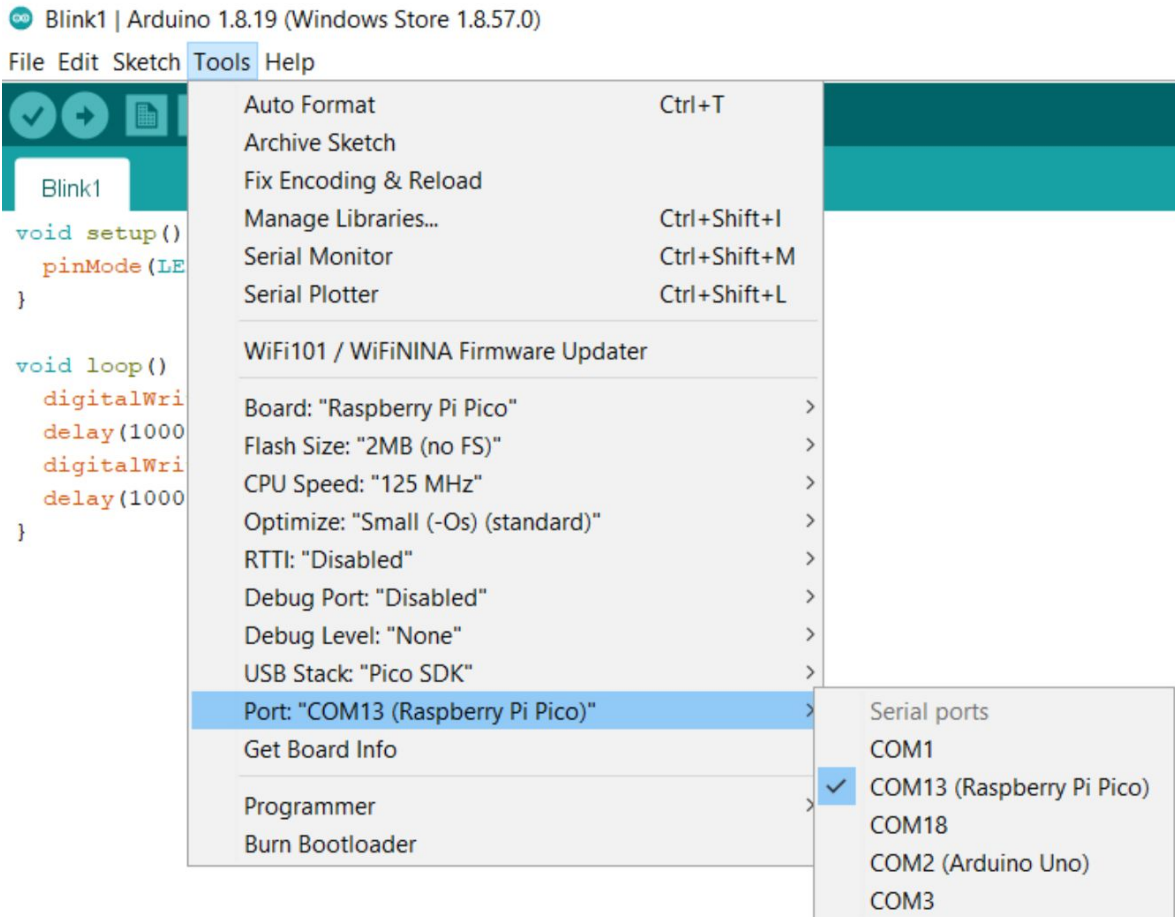 Blink1 | Arduino 1.8.19 (Windows Store 1.8.57.0)
File Edit Sketch Tools Help
Blink1
void setup()
pinMode(LE
}
void loop()
digitalWri
delay(1000
digitalWri
delay(1000
}
Auto Format Ctrl+T
Archive Sketch
Fix Encoding & Reload
Manage Libraries... Ctrl+Shift+I
Serial Monitor Ctrl+Shift+M
Serial Plotter Ctrl+Shift+L
WiFi101 / WiFiNINA Firmware Updater
Board: "Raspberry Pi Pico"
Flash Size: "2MB (no FS)"
CPU Speed: "125 MHz"
Optimize: "Small (-Os) (standard)"
RTTI: "Disabled"
Debug Port: "Disabled"
Debug Level: "None"
USB Stack: "Pico SDK"
Port: "COM13 (Raspberry Pi Pico)"
Get Board Info
Programmer
Burn Bootloader
Serial ports
COM1
COM13 (Raspberry Pi Pico)
COM18
COM2 (Arduino Uno)
COM3